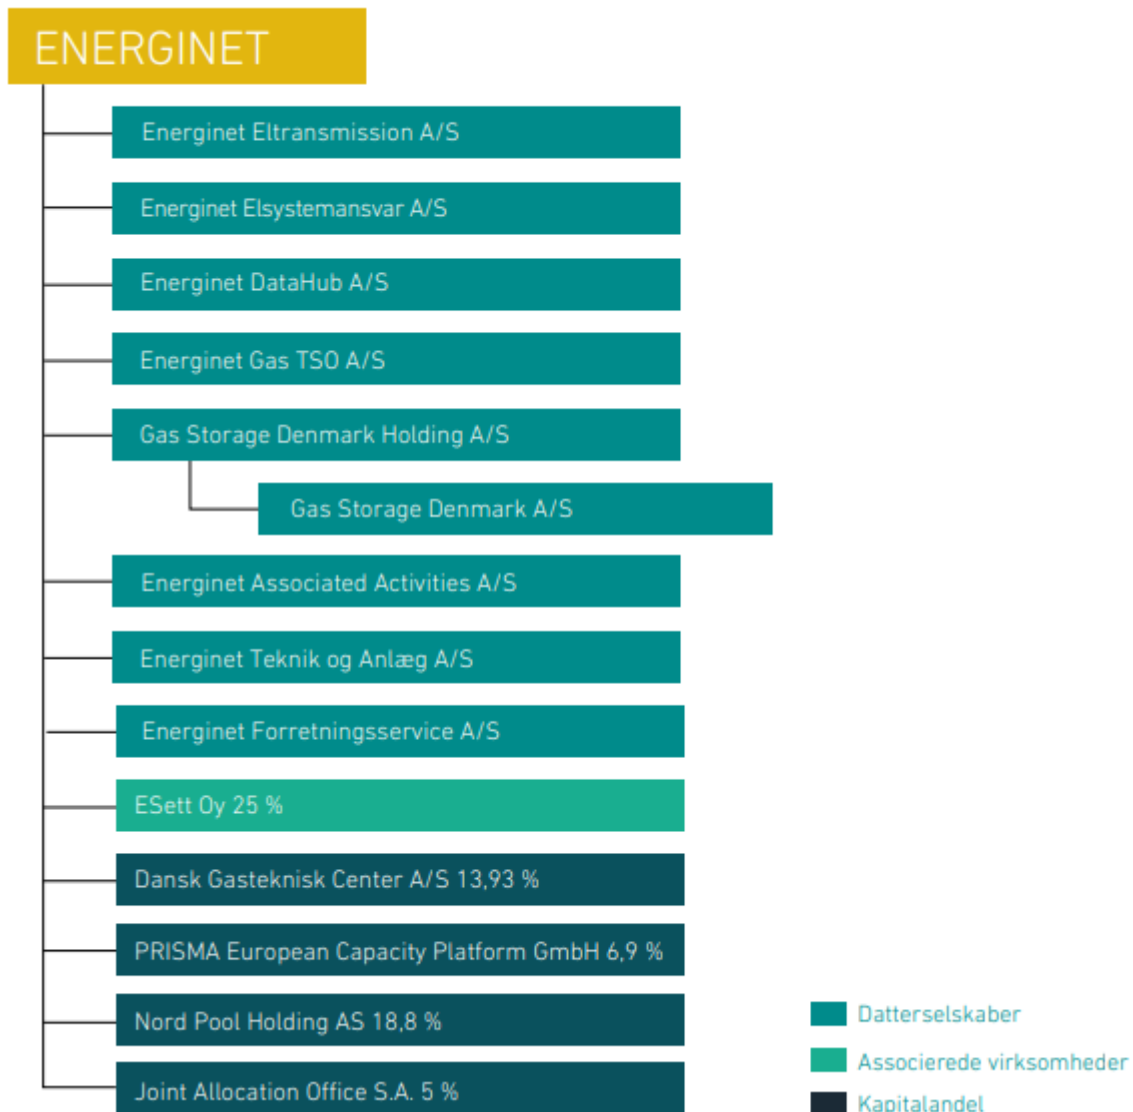 ENERGINET
Energinet Eltransmission A/S
Energinet Elsystemansvar A/S
Energinet DataHub A/S
Energinet Gas TSO A/S
Gas Storage Denmark Holding A/S
Gas Storage Denmark A/S
Energinet Associated Activities A/S
Energinet Teknik og Anlæg A/S
Energinet Forretningsservice A/S
ESett Oy 25 %
Dansk Gasteknisk Center A/S 13,93 %
PRISMA European Capacity Platform GmbH 6,9 %
Nord Pool Holding AS 18,8 %
Joint Allocation Office S.A. 5 %
Datterselskaber
Associerede virksomheder
Kapitalandel